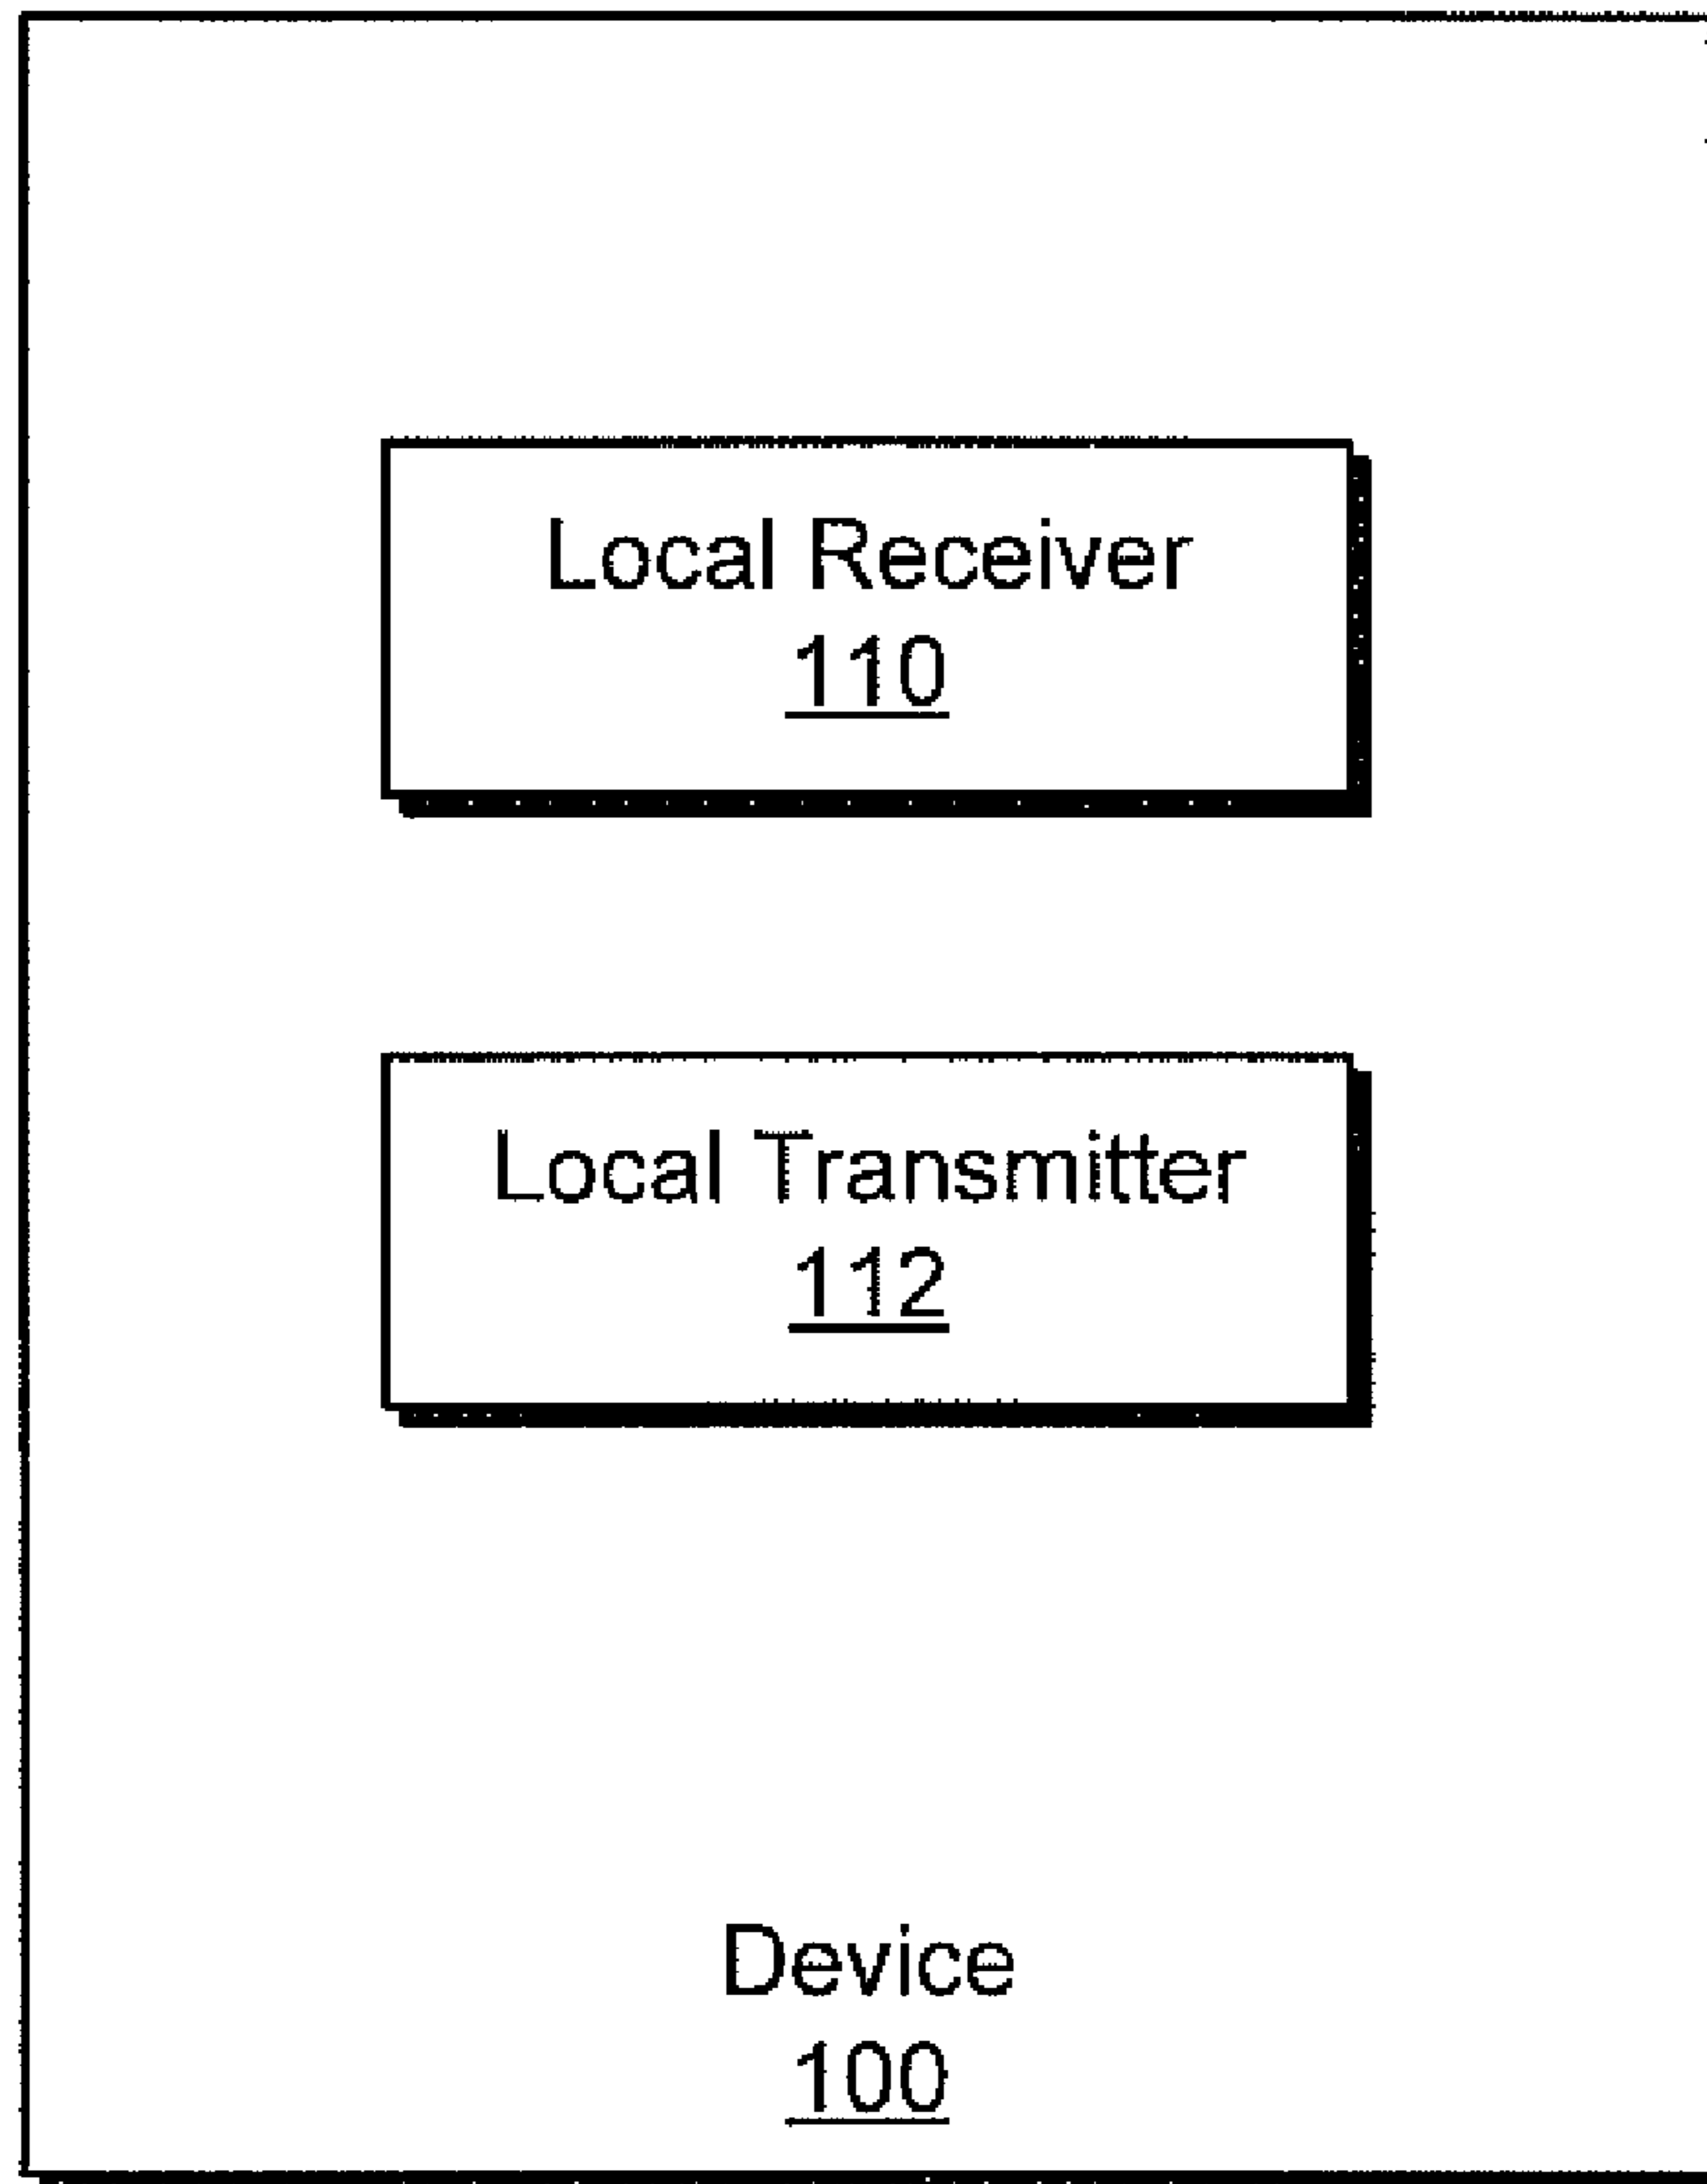 Local Receiver
110
Local Transmitter
112
Device
100